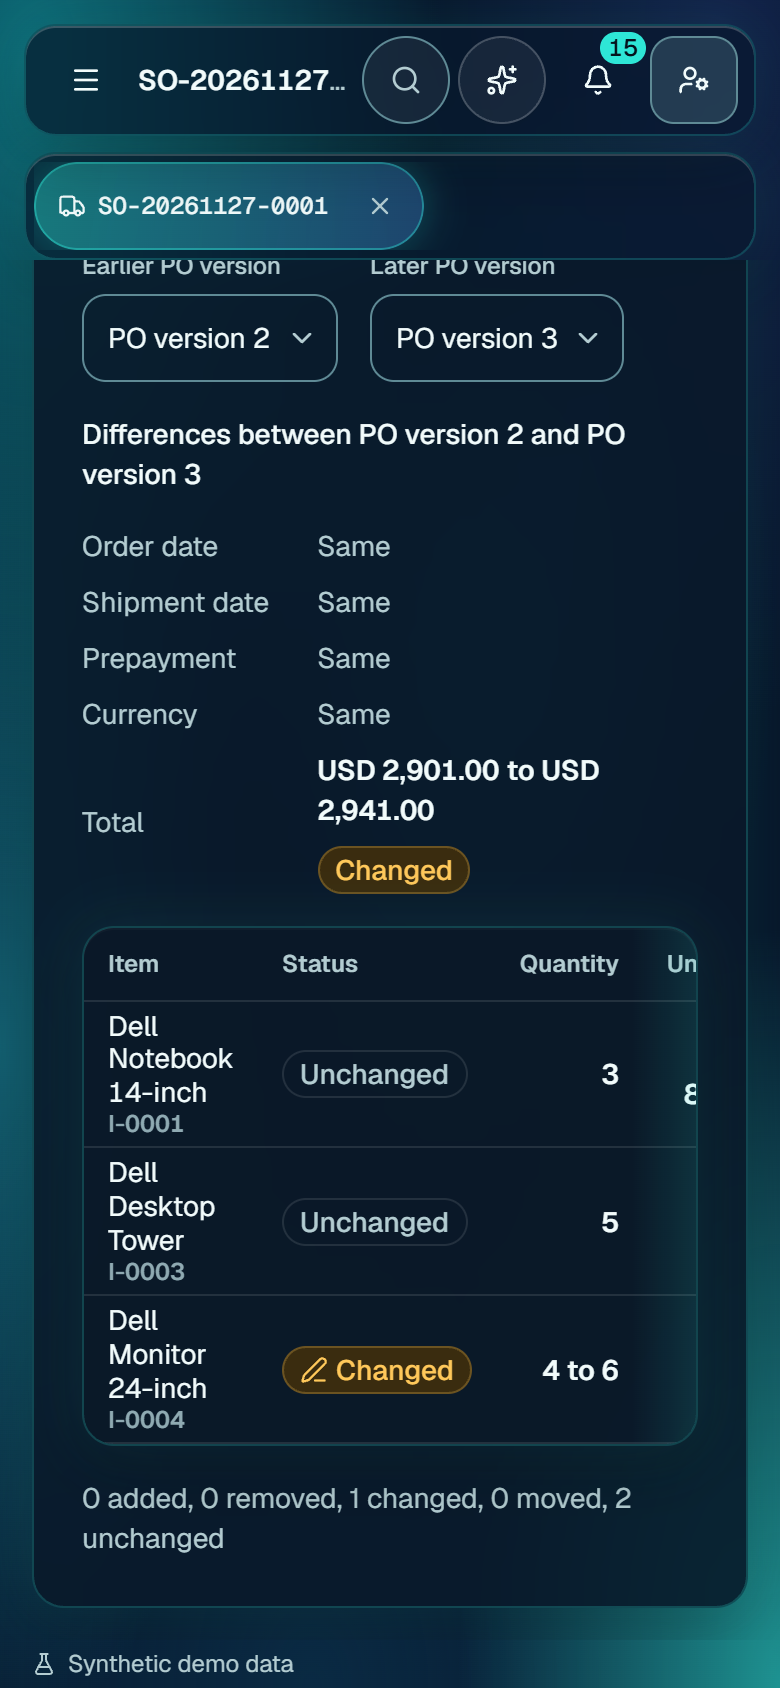 SO-20261127...
15
SO-20261127-0001
Earlier PO version
Later PO version
PO version 2
PO version 3
Differences between PO version 2 and PO
version 3
Order date Same
Shipment date Same
Prepayment Same
Currency Same
Total
USD 2,901.00 to USD
2,941.00
Changed
Item Status Quantity Un
Dell
Notebook
14-inch
I-0001
Unchanged
3
8
Dell
Desktop
Tower
I-0003
Unchanged
5
Dell
Monitor
24-inch
I-0004
Changed
4 to 6
0 added, 0 removed, 1 changed, 0 moved, 2
unchanged
Synthetic demo data